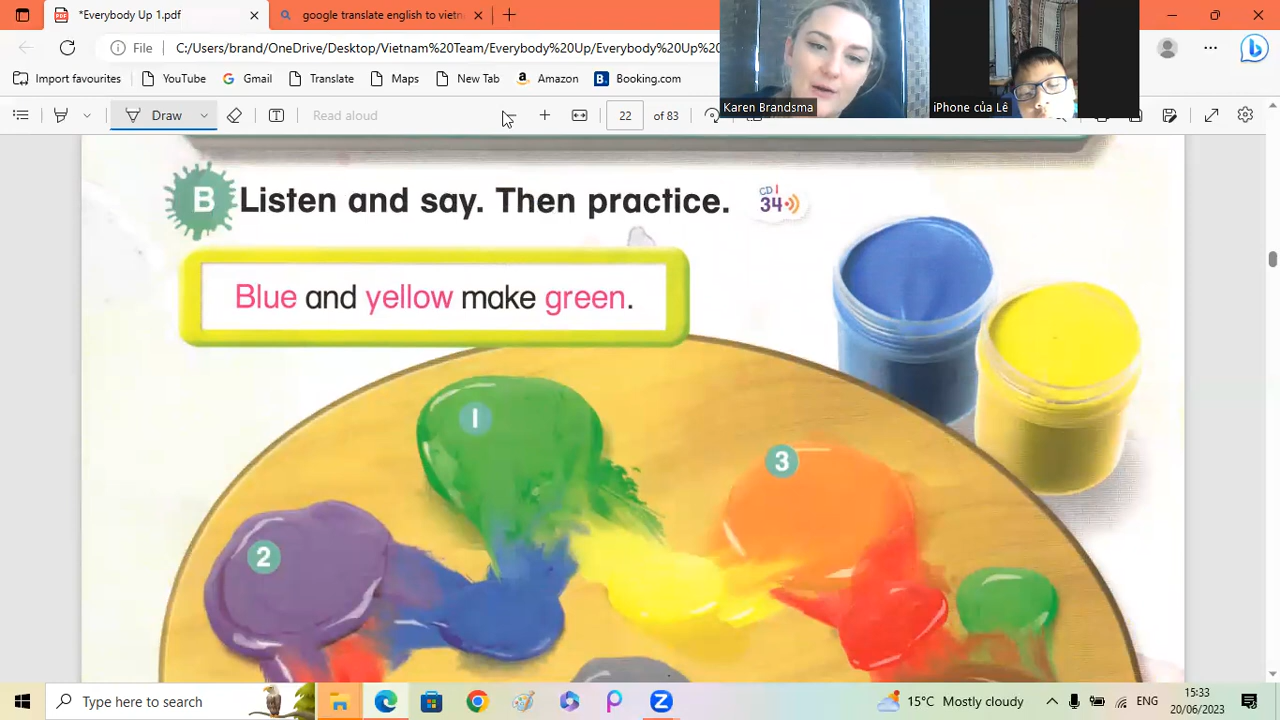 *Everybody Up 1.pdf
google translate english to vietn
File
C:/Users/brand/OneDrive/Desktop/Vietnam%20Team/Everybody%20Up/Everybody%20Up%20
Import favourites
YouTube
Gmail
Translate
Maps
New Tab
Amazon
B.
Booking.com
Draw
Read aloud
22
of 83
Karen Brandsma
iPhone của Lê
B
Listen and say. Then practice.
CD 1
34
Blue and yellow make green.
1
3
2
Type here to search
15°C Mostly cloudy
ENG
15:33
20/06/2023